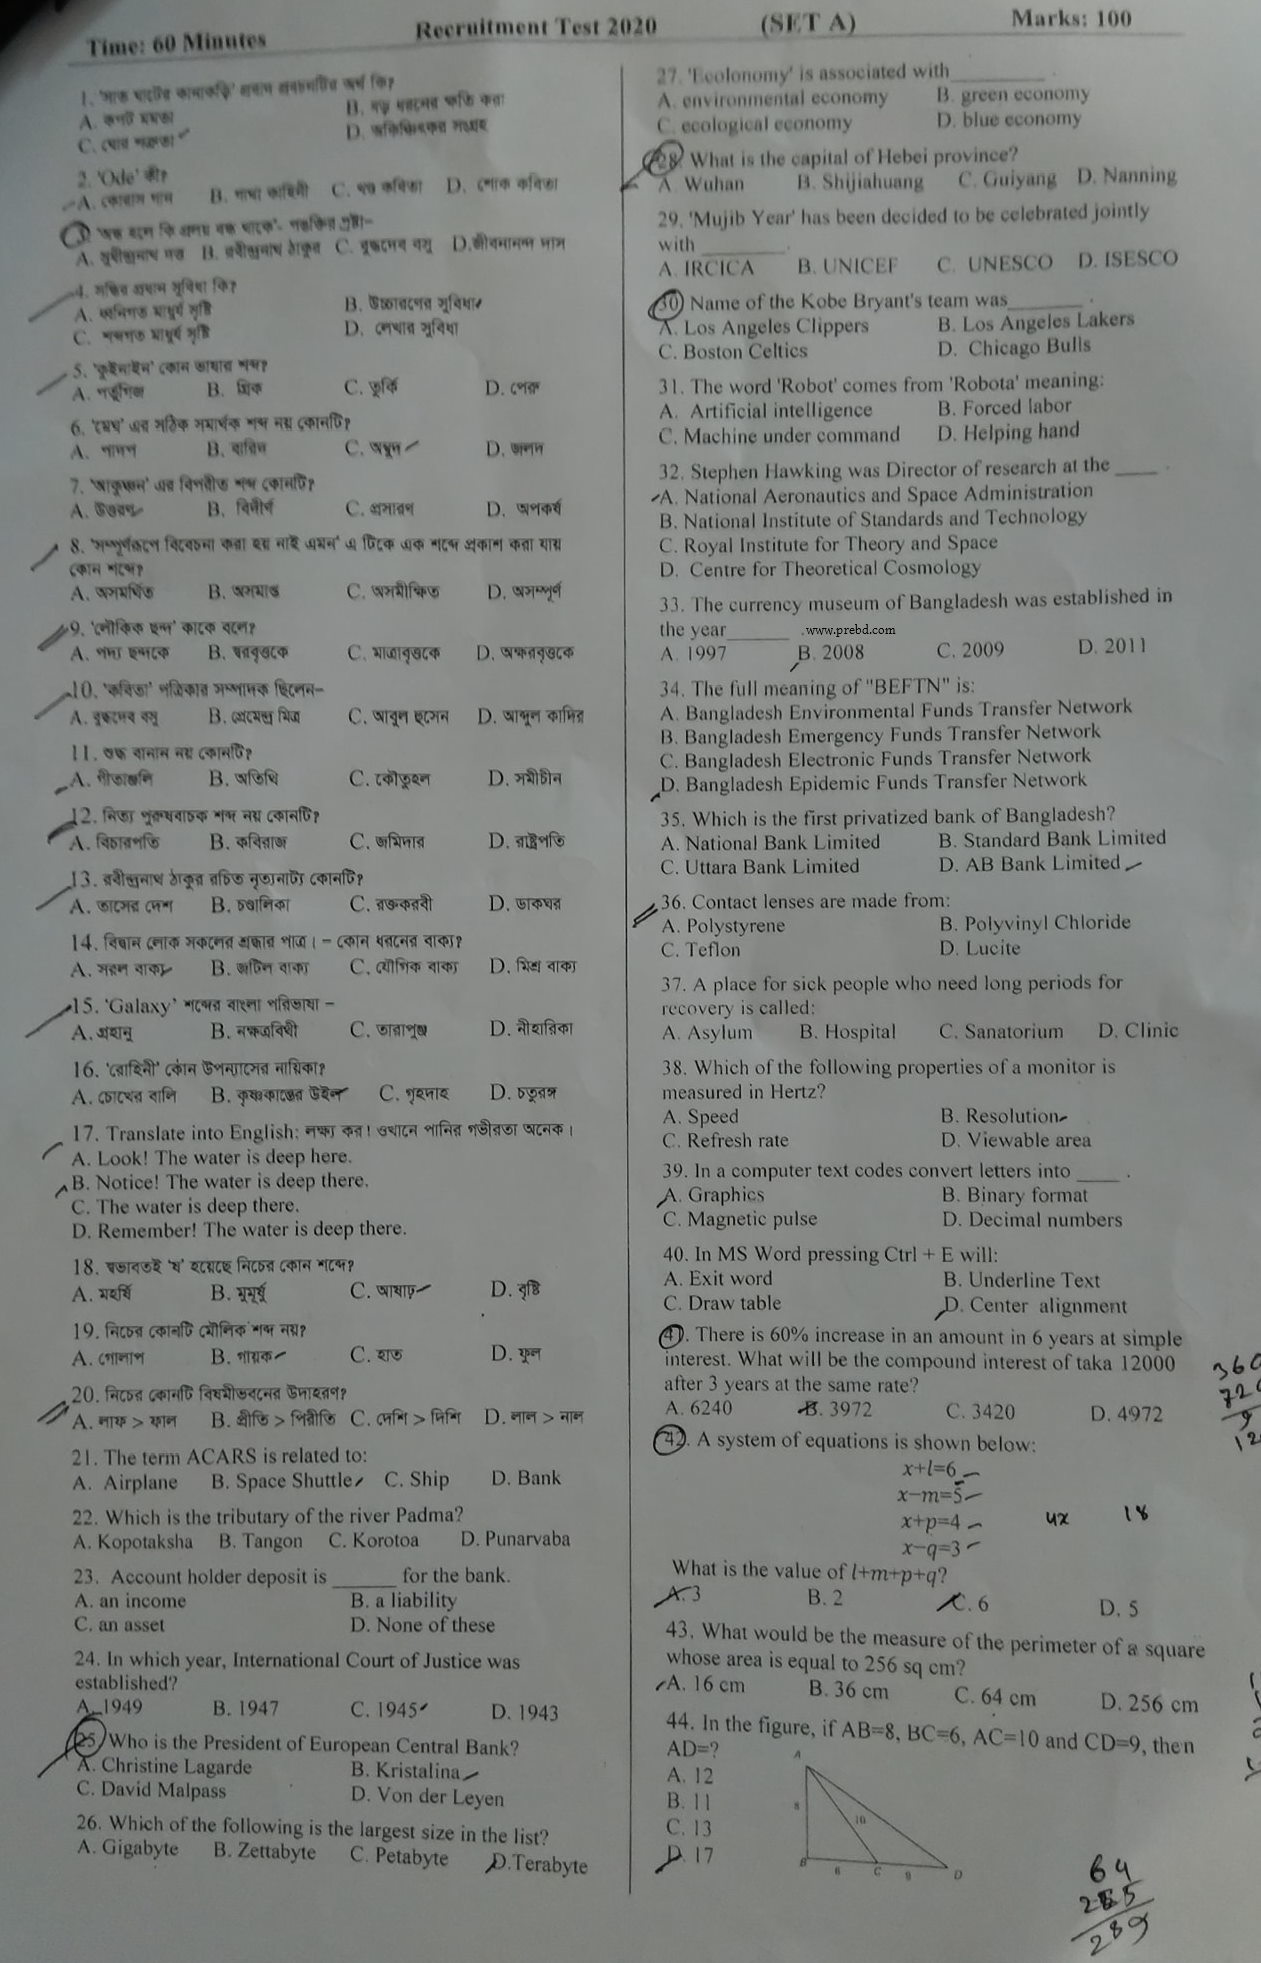 Time: 60 Minutes
Recruitment Test 2020
(SET A)
Marks: 100
1. 'মাছ
A. কপট মমতা
C. ঘোর শত্রুতা
2. 'Ode' কী?
A. কোরাস গান B. গাথা কাহিনী C. খণ্ড কবিতা D. শোক কবিতা
'অন্ধ হলে কি প্রলয় বন্ধ থাকে'- পঙক্তির স্রষ্টা-
A. সুধীন্দ্রনাথ দত্ত B. রবীন্দ্রনাথ ঠাকুর C. বুদ্ধদেব বসু D.জীবনানন্দ দাস
4. সন্ধির প্রধান সুবিধা কি?
A. ধ্বনিগত মাধুর্য সৃষ্টি B. উচ্চারণের সুবিধা
C. শব্দগত মাধুর্য সৃষ্টি D. লেখার সুবিধা
5. 'কুইনাইন' কোন ভাষার শব্দ?
A. পর্তুগিজ B. গ্রিক C. তুর্কি D. পেরু
6. 'মেঘ' এর সঠিক সমার্থক শব্দ নয় কোনটি?
A. পাদপ B. বারিদ C. অম্বুদ D. জলদ
7. 'আকুঞ্চন' এর বিপরীত শব্দ কোনটি?
A. উত্তরণ B. বিদীর্ণ C. প্রসারণ D. অপকর্ষ
8. 'সম্পূর্ণরূপে বিবেচনা করা হয় নাই এমন' এ টিকে এক শব্দে প্রকাশ করা যায়
কোন শব্দে?
A. অসমর্থিত B. অসমাপ্ত C. অসমীক্ষিত D. অসম্পূর্ণ
9. 'লৌকিক ছন্দ' কাকে বলে?
A. পদ্য ছন্দকে B. স্বরবৃত্তকে C. মাত্রাবৃত্তকে D. অক্ষরবৃত্তকে
10. 'কবিতা' পত্রিকার সম্পাদক ছিলেন-
A. বুদ্ধদেব বসু B. প্রেমেন্দ্র মিত্র C. আবুল হুসেন D. আব্দুল কাদির
11. শুদ্ধ বানান নয় কোনটি?
A. গীতাঞ্জলি B. অতিথি C. কৌতুহল D. সমীচীন
12. নিত্য পুরুষবাচক শব্দ নয় কোনটি?
A. বিচারপতি B. কবিরাজ C. জমিদার D. রাষ্ট্রপতি
13. রবীন্দ্রনাথ ঠাকুর রচিত নৃত্যনাট্য কোনটি?
A. তাসের দেশ B. চণ্ডালিকা C. রক্তকরবী D. ডাকঘর
14. বিদ্বান লোক সকলের শ্রদ্ধার পাত্র। – কোন ধরনের বাক্য?
A. সরল বাক্য B. জটিল বাক্য C. যৌগিক বাক্য D. মিশ্র বাক্য
15. 'Galaxy' শব্দের বাংলা পরিভাষা –
A. গ্রহানু B. নক্ষত্রবিথী C. তারাপুঞ্জ D. নীহারিকা
16. 'রোহিনী' কোন উপন্যাসের নায়িকা?
A. চোখের বালি B. কৃষ্ণকান্তের উইল C. গৃহদাহ D. চতুরঙ্গ
17. Translate into English: লক্ষ্য কর! ওখানে পানির গভীরতা অনেক।
A. Look! The water is deep here.
B. Notice! The water is deep there.
C. The water is deep there.
D. Remember! The water is deep there.
18. স্বভাবতই 'ষ' হয়েছে নিচের কোন শব্দে?
A. মহর্ষি B. মুমূর্ষু C. আষাঢ় D. বৃষ্টি
19. নিচের কোনটি মৌলিক শব্দ নয়?
A. গোলাপ B. গায়ক C. হাত D. ফুল
20. নিচের কোনটি বিষমীভবনের উদাহরণ?
A. লাফ > ফাল B. প্রীতি > পিরীতি C. দেশি > দিশি D. লাল > নাল
21. The term ACARS is related to:
A. Airplane B. Space Shuttle C. Ship D. Bank
22. Which is the tributary of the river Padma?
A. Kopotaksha B. Tangon C. Korotoa D. Punarvaba
23. Account holder deposit is ______ for the bank.
A. an income B. a liability
C. an asset D. None of these
24. In which year, International Court of Justice was
established?
A. 1949 B. 1947 C. 1945 D. 1943
25. Who is the President of European Central Bank?
A. Christine Lagarde B. Kristalina
C. David Malpass D. Von der Leyen
26. Which of the following is the largest size in the list?
A. Gigabyte B. Zettabyte C. Petabyte D.Terabyte
27. 'Ecolonomy' is associated with_________ .
A. environmental economy B. green economy
C. ecological economy D. blue economy
28. What is the capital of Hebei province?
A. Wuhan B. Shijiahuang C. Guiyang D. Nanning
29. 'Mujib Year' has been decided to be celebrated jointly
with ________.
A. IRCICA B. UNICEF C. UNESCO D. ISESCO
30) Name of the Kobe Bryant's team was_______ .
A. Los Angeles Clippers B. Los Angeles Lakers
C. Boston Celtics D. Chicago Bulls
31. The word 'Robot' comes from 'Robota' meaning:
A. Artificial intelligence B. Forced labor
C. Machine under command D. Helping hand
32. Stephen Hawking was Director of research at the ____ .
A. National Aeronautics and Space Administration
B. National Institute of Standards and Technology
C. Royal Institute for Theory and Space
D. Centre for Theoretical Cosmology
33. The currency museum of Bangladesh was established in
the year______ .www.prebd.com
A. 1997 B. 2008 C. 2009 D. 2011
34. The full meaning of "BEFTN" is:
A. Bangladesh Environmental Funds Transfer Network
B. Bangladesh Emergency Funds Transfer Network
C. Bangladesh Electronic Funds Transfer Network
D. Bangladesh Epidemic Funds Transfer Network
35. Which is the first privatized bank of Bangladesh?
A. National Bank Limited B. Standard Bank Limited
C. Uttara Bank Limited D. AB Bank Limited
36. Contact lenses are made from:
A. Polystyrene B. Polyvinyl Chloride
C. Teflon D. Lucite
37. A place for sick people who need long periods for
recovery is called:
A. Asylum B. Hospital C. Sanatorium D. Clinic
38. Which of the following properties of a monitor is
measured in Hertz?
A. Speed B. Resolution
C. Refresh rate D. Viewable area
39. In a computer text codes convert letters into ____ .
A. Graphics B. Binary format
C. Magnetic pulse D. Decimal numbers
40. In MS Word pressing Ctrl + E will:
A. Exit word B. Underline Text
C. Draw table D. Center alignment
41. There is 60% increase in an amount in 6 years at simple
interest. What will be the compound interest of taka 12000
after 3 years at the same rate?
A. 6240 B. 3972 C. 3420 D. 4972
42. A system of equations is shown below:
x+l=6
x−m=5
x+p=4
x−q=3
4x 18
What is the value of l+m+p+q?
A. 3 B. 2 C. 6 D. 5
43. What would be the measure of the perimeter of a square
whose area is equal to 256 sq cm?
A. 16 cm B. 36 cm C. 64 cm D. 256 cm
44. In the figure, if AB=8, BC=6, AC=10 and CD=9, then
AD=?
A. 12
B. 11
C. 13
D. 17
A
8
10
B 6 C 9 D
64
289